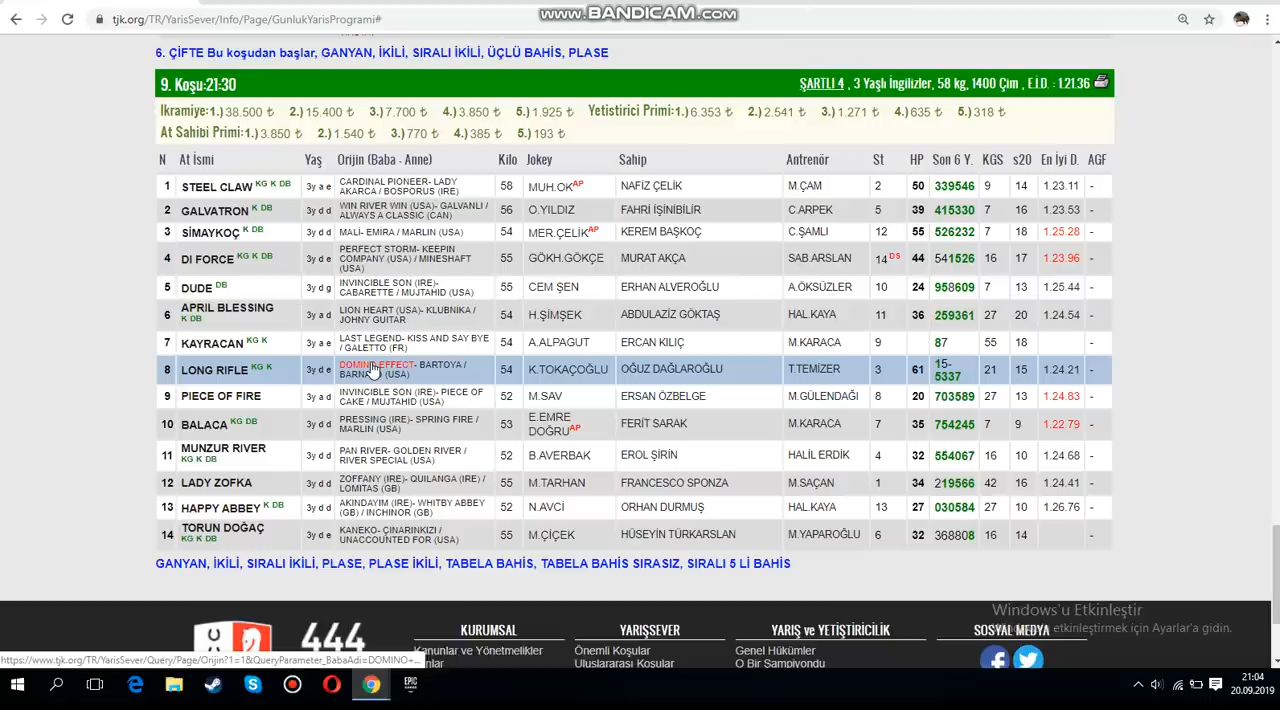 www.BANDICAM.com
tjk.org/TR/YarisSever/Info/Page/GunlukYarisProgrami#
6. ÇİFTE Bu koşudan başlar, GANYAN, İKİLİ, SIRALI İKİLİ, ÜÇLÜ BAHİS, PLASE
9. Koşu:21:30 ŞARTLI 4 , 3 Yaşlı İngilizler, 58 kg, 1400 Çim , E.İ.D. : 1.21.36
Ikramiye:1.)38.500 ₺ 2.)15.400 ₺ 3.)7.700 ₺ 4.)3.850 ₺ 5.)1.925 ₺ Yetistirici Primi:1.)6.353 ₺ 2.)2.541 ₺ 3.)1.271 ₺ 4.)635 ₺ 5.)318 ₺
At Sahibi Primi:1.)3.850 ₺ 2.)1.540 ₺ 3.)770 ₺ 4.)385 ₺ 5.)193 ₺
N At İsmi Yaş Orijin (Baba - Anne) Kilo Jokey Sahip Antrenör St HP Son 6 Y. KGS s20 En İyi D. AGF
1 STEEL CLAW KG K DB 3y a e CARDINAL PIONEER- LADY AKARCA / BOSPORUS (IRE) 58 MUH.OK AP NAFİZ ÇELİK M.ÇAM 2 50 339546 9 14 1.23.11 -
2 GALVATRON K DB 3y d d WIN RIVER WIN (USA)- GALVANLI / ALWAYS A CLASSIC (CAN) 56 O.YILDIZ FAHRİ İŞİNİBİLİR C.ARPEK 5 39 415330 7 16 1.23.53 -
3 SİMAYKOÇ K DB 3y d d MALİ- EMIRA / MARLIN (USA) 54 MER.ÇELİK AP KEREM BAŞKOÇ C.ŞAMLI 12 55 526232 7 18 1.25.28 -
4 DI FORCE KG K DB 3y d e PERFECT STORM- KEEPIN COMPANY (USA) / MINESHAFT (USA) 55 GÖKH.GÖKÇE MURAT AKÇA SAB.ARSLAN 14 DS 44 541526 16 17 1.23.96 -
5 DUDE DB 3y d g INVINCIBLE SON (IRE)- CABARETTE / MUJTAHID (USA) 55 CEM ŞEN ERHAN ALVEROĞLU A.ÖKSÜZLER 10 24 958609 7 13 1.25.44 -
6 APRIL BLESSING K DB 3y a d LION HEART (USA)- KLUBNIKA / JOHNY GUITAR 54 H.ŞİMŞEK ABDULAZİZ GÖKTAŞ HAL.KAYA 11 36 259361 27 20 1.24.54 -
7 KAYRACAN KG K 3y a e LAST LEGEND- KISS AND SAY BYE / GALETTO (FR) 54 A.ALPAGUT ERCAN KILIÇ M.KARACA 9 87 55 18 -
8 LONG RIFLE KG K 3y d e EFFECT- BARTOYA / (USA) 54 K.TOKAÇOĞLU OĞUZ DAĞLAROĞLU T.TEMİZER 3 61 15-5337 21 15 1.24.21 -
9 PIECE OF FIRE 3y a d INVINCIBLE SON (IRE)- PIECE OF CAKE / MUJTAHID (USA) 52 M.SAV ERSAN ÖZBELGE M.GÜLENDAĞI 8 20 703589 27 13 1.24.83 -
10 BALACA KG DB 3y d d PRESSING (IRE)- SPRING FIRE / MARLIN (USA) 53 E.EMRE DOĞRU AP FERİT SARAK M.KARACA 7 35 754245 7 9 1.22.79 -
11 MUNZUR RIVER KG K DB 3y d d PAN RIVER- GOLDEN RIVER / RIVER SPECIAL (USA) 52 B.AVERBAK EROL ŞİRİN HALİL ERDİK 4 32 554067 16 10 1.24.68 -
12 LADY ZOFKA 3y d d ZOFFANY (IRE)- QUILANGA (IRE) / LOMITAS (GB) 55 M.TARHAN FRANCESCO SPONZA M.SAÇAN 1 34 219566 42 16 1.24.41 -
13 HAPPY ABBEY K DB 3y d d AKINDAYIM (IRE)- WHITBY ABBEY (GB) / INCHINOR (GB) 52 N.AVCİ ORHAN DURMUŞ HAL.KAYA 13 27 030584 27 10 1.26.76 -
14 TORUN DOĞAÇ KG K DB 3y d e KANEKO- ÇINARINKIZI / UNACCOUNTED FOR (USA) 55 M.ÇİÇEK HÜSEYİN TÜRKARSLAN M.YAPAROĞLU 6 32 368808 16 14 -
GANYAN, İKİLİ, SIRALI İKİLİ, PLASE, PLASE İKİLİ, TABELA BAHİS, TABELA BAHİS SIRASIZ, SIRALI 5 Lİ BAHİS
444 KURUMSAL YARIŞSEVER YARIŞ ve YETİŞTİRİCİLİK SOSYAL MEDYA
Windows'u Etkinleştir
etkinleştirmek için Ayarlar'a gidin.
Kanunlar ve Yönetmelikler Önemli Koşular Genel Hükümler
Uluslararası Koşular O Bir Şampiyondu
https://www.tjk.org/TR/YarisSever/Query/Page/Orijin?1=1&QueryParameter_BabaAdi=DOMINO+...
EPIC GAMES
21:04
20.09.2019